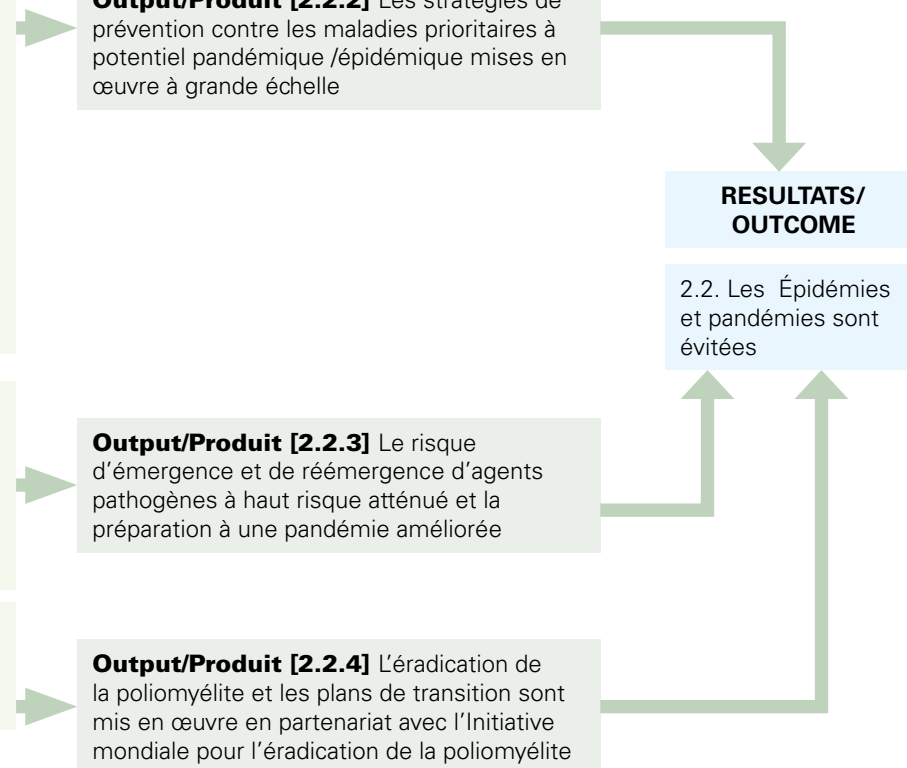 Output/Produit [2.2.2] Les stratégies de
prévention contre les maladies prioritaires à
potentiel pandémique /épidémique mises en
œuvre à grande échelle
RESULTATS/
OUTCOME
2.2. Les Épidémies
et pandémies sont
évitées
Output/Produit [2.2.3] Le risque
d’émergence et de réémergence d’agents
pathogènes à haut risque atténué et la
préparation à une pandémie améliorée
Output/Produit [2.2.4] L’éradication de
la poliomyélite et les plans de transition sont
mis en œuvre en partenariat avec l’Initiative
mondiale pour l’éradication de la poliomyélite